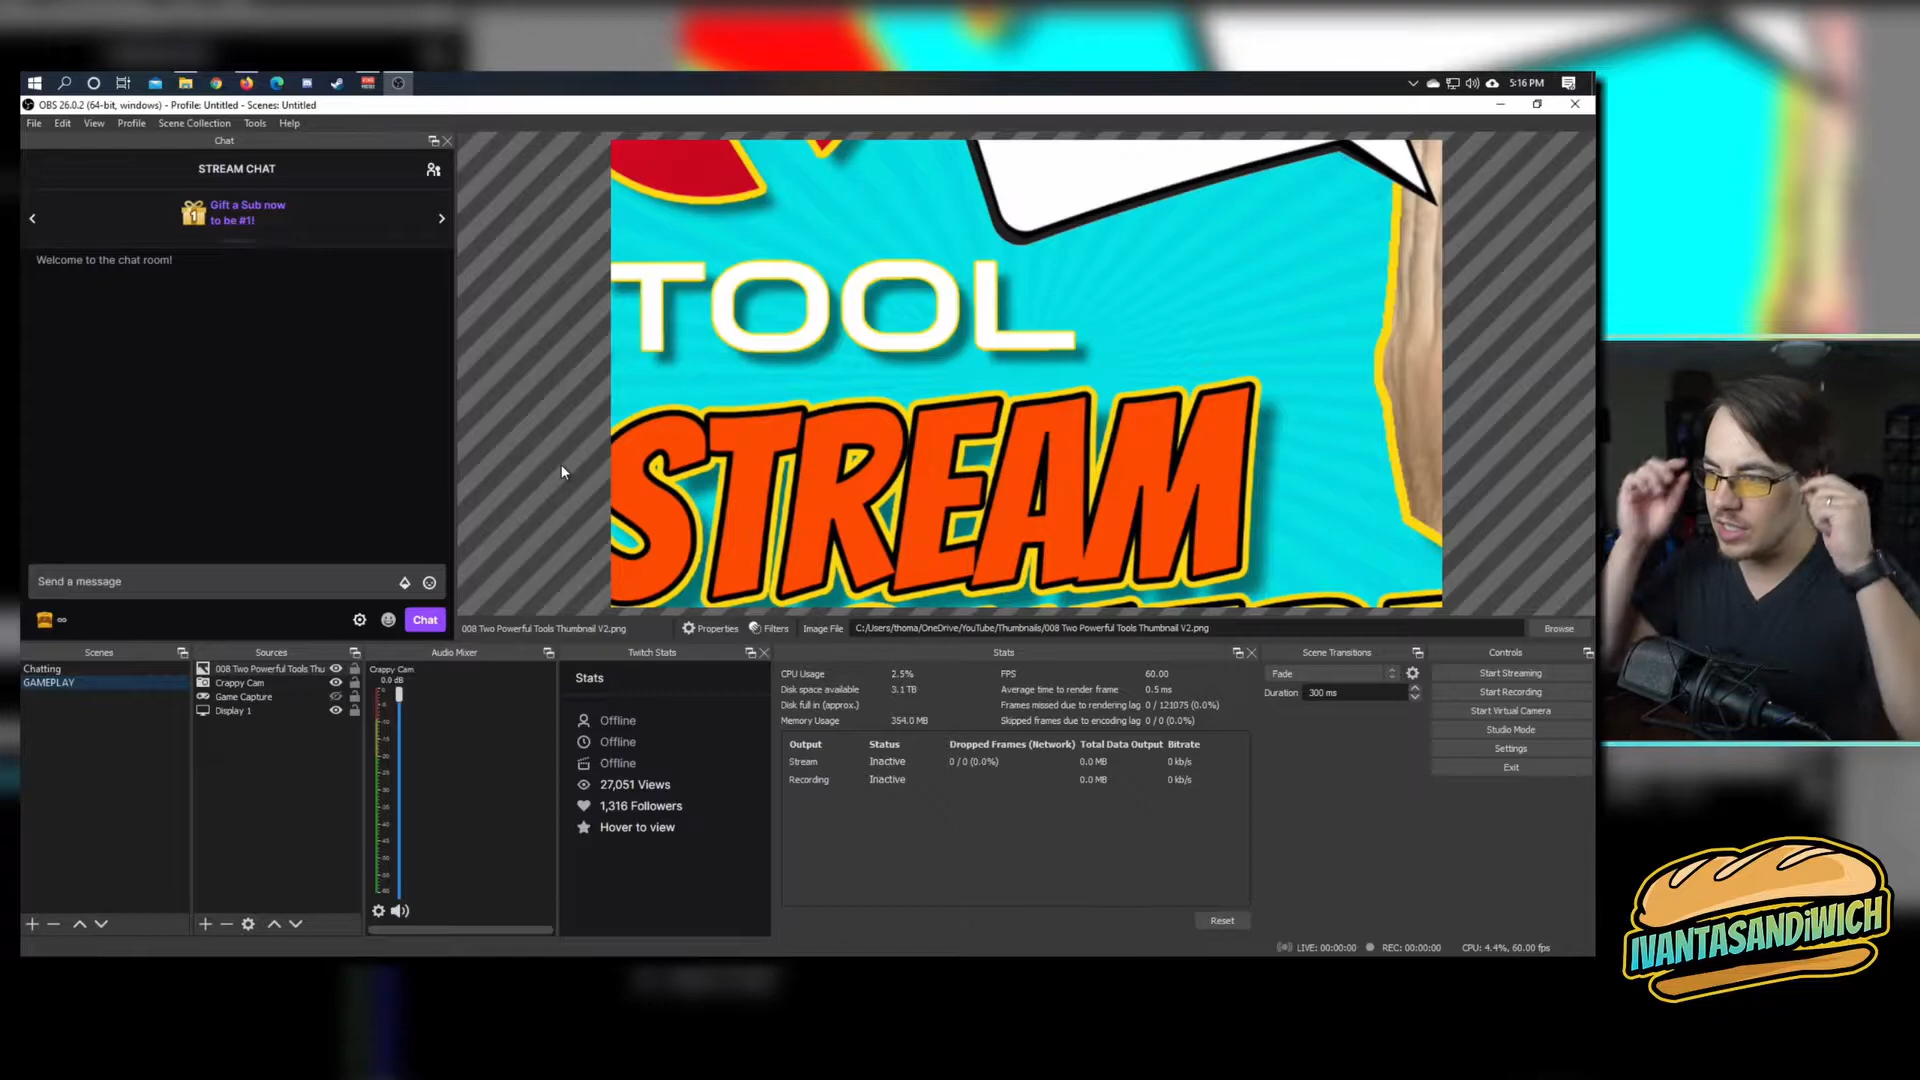 5:16 PM
OBS 26.0.2 (64-bit, windows) - Profile: Untitled - Scenes: Untitled
File Edit View Profile Scene Collection Tools Help
Chat
STREAM CHAT
1
Gift a Sub now
to be #1!
Welcome to the chat room!
Send a message
Chat
TOOL
STREAM
008 Two Powerful Tools Thumbnail V2.png Properties Filters Image File C:/Users/thoma/OneDrive/YouTube/Thumbnails/008 Two Powerful Tools Thumbnail V2.png Browse
Scenes
Chatting
GAMEPLAY
Sources
008 Two Powerful Tools Thu
Crappy Cam
Game Capture
Display 1
Audio Mixer
Crappy Cam
0.0 dB
Twitch Stats
Stats
Offline
Offline
Offline
27,051 Views
1,316 Followers
Hover to view
Stats
CPU Usage 2.5% FPS 60.00
Disk space available 3.1 TB Average time to render frame 0.5 ms
Disk full in (approx.) Frames missed due to rendering lag 0 / 121075 (0.0%)
Memory Usage 354.0 MB Skipped frames due to encoding lag 0 / 0 (0.0%)
Output Status Dropped Frames (Network) Total Data Output Bitrate
Stream Inactive 0 / 0 (0.0%) 0.0 MB 0 kb/s
Recording Inactive 0.0 MB 0 kb/s
Reset
Scene Transitions
Fade
Duration 300 ms
Controls
Start Streaming
Start Recording
Start Virtual Camera
Studio Mode
Settings
Exit
LIVE: 00:00:00 REC: 00:00:00 CPU: 4.4%, 60.00 fps
IVANTASANDiWICH